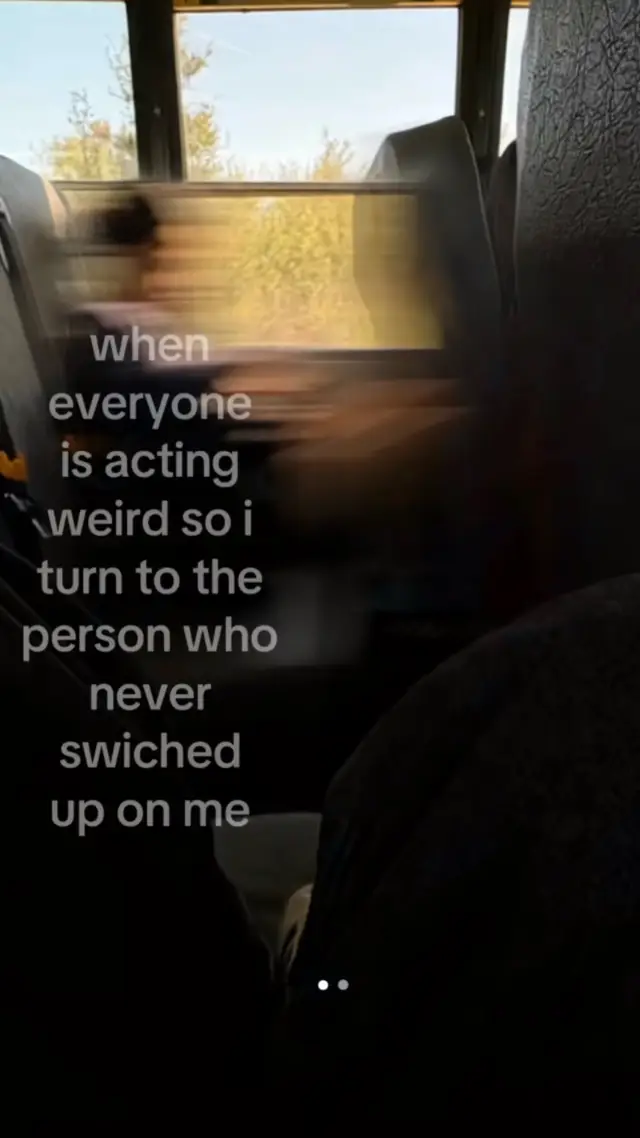 when
everyone
is acting
weird so i
turn to the
person who
never
swiched
up on me